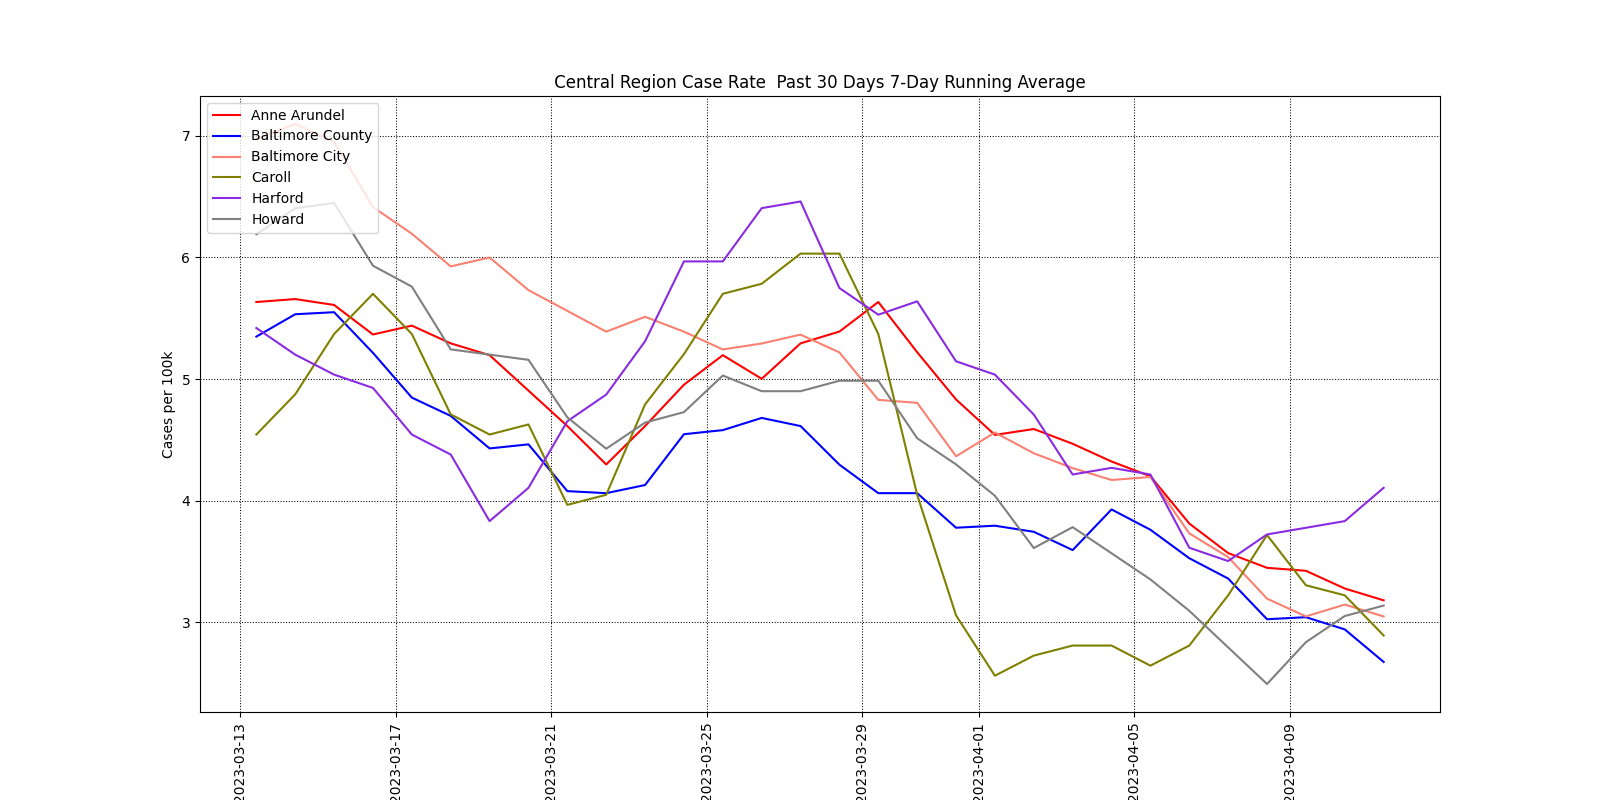 Central Region Case Rate  Past 30 Days 7-Day Running Average
Anne Arundel
Baltimore County
Baltimore City
Caroll
Harford
Howard
Cases per 100k
7
6
5
4
3
2023-03-13
2023-03-17
2023-03-21
2023-03-25
2023-03-29
2023-04-01
2023-04-05
2023-04-09